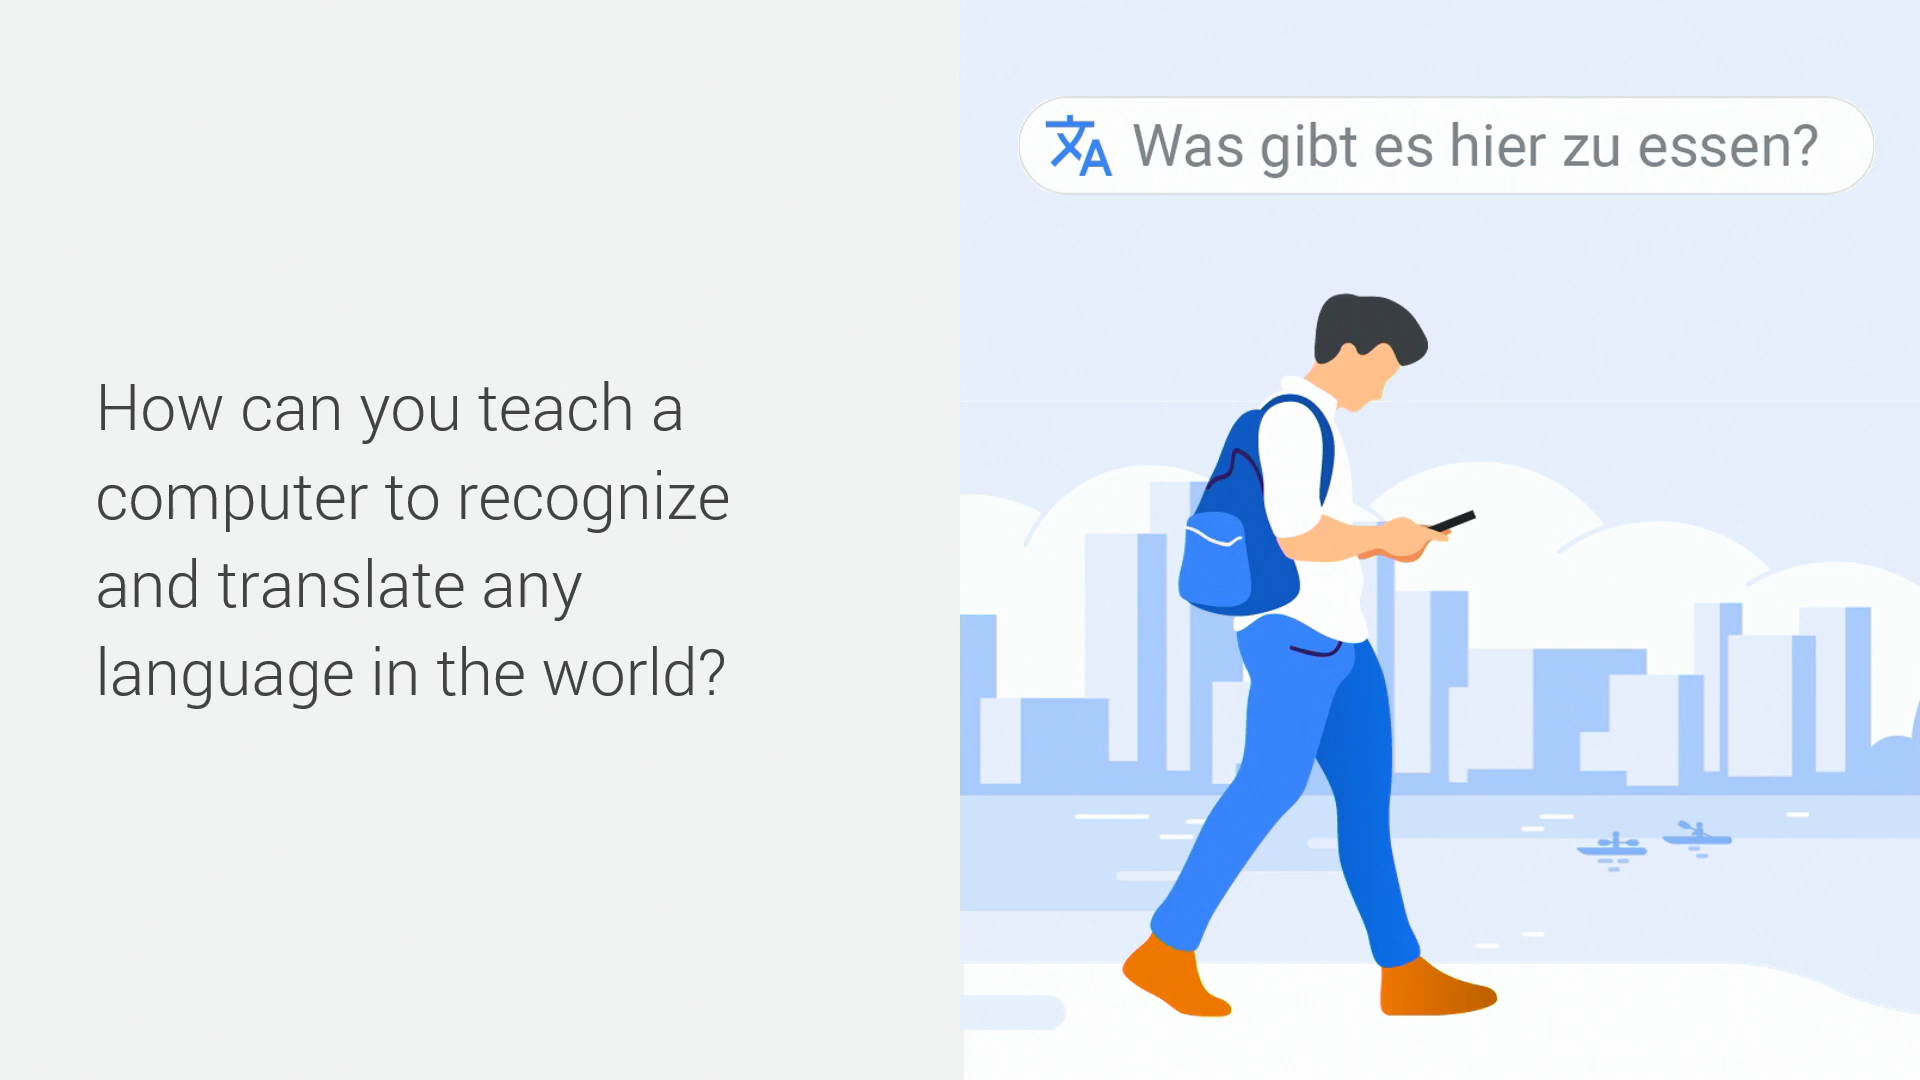 How can you teach a
computer to recognize
and translate any
language in the world?
Was gibt es hier zu essen?